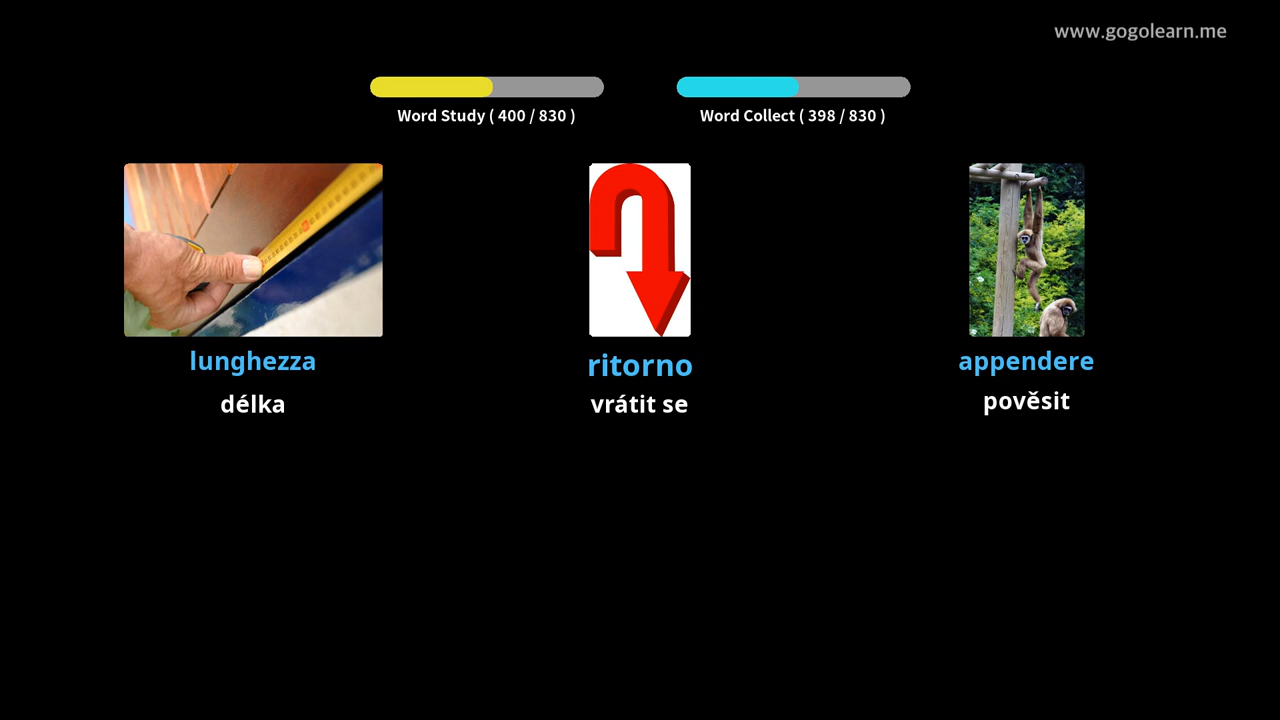 www.gogolearn.me
Word Study ( 400 / 830 )
Word Collect ( 398 / 830 )
lunghezza
délka
ritorno
vrátit se
appendere
pověsit